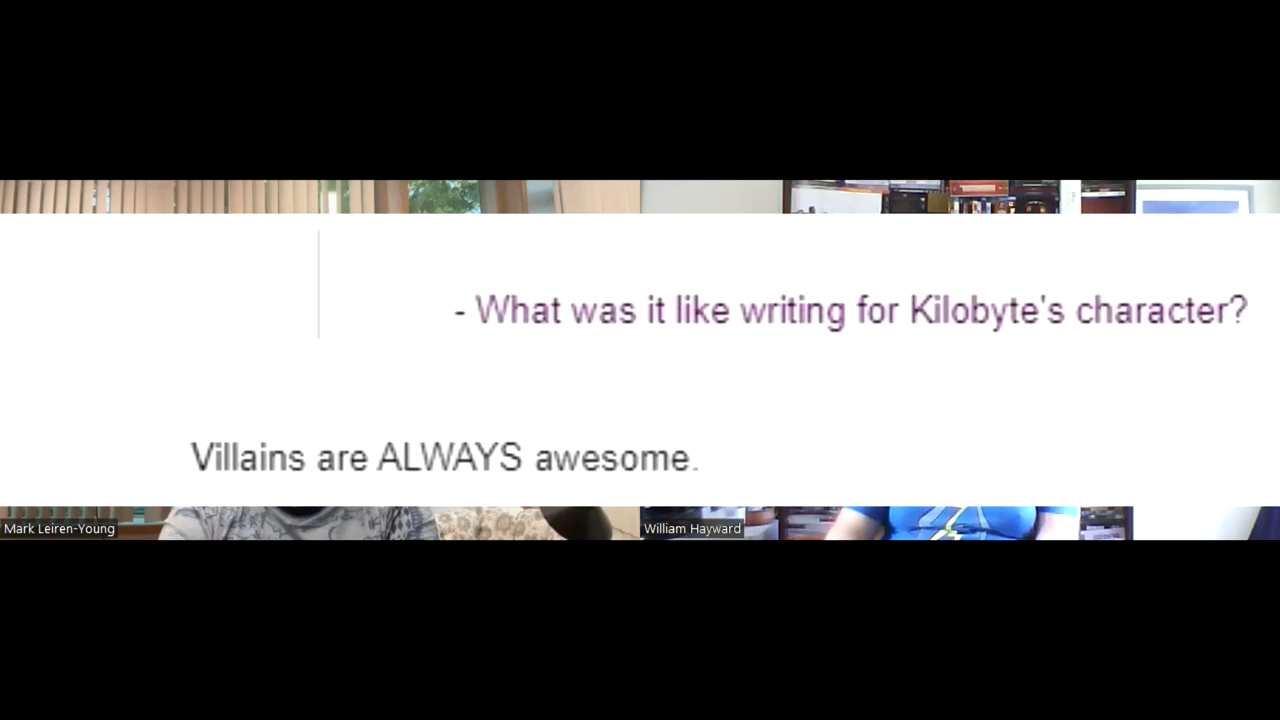 - What was it like writing for Kilobyte's character?
Villains are ALWAYS awesome.
Mark Leiren-Young
William Hayward